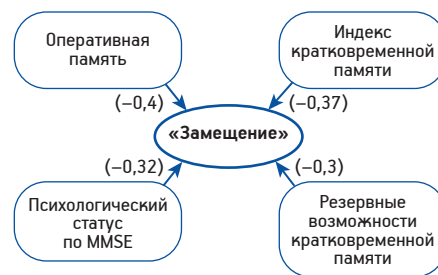 Оперативная
память
Индекс
кратковременной
памяти
(–0,4)
(–0,37)
«Замещение»
(–0,32)
(–0,3)
Психологический
статус
по MMSE
Резервные
возможности
кратковременной
памяти